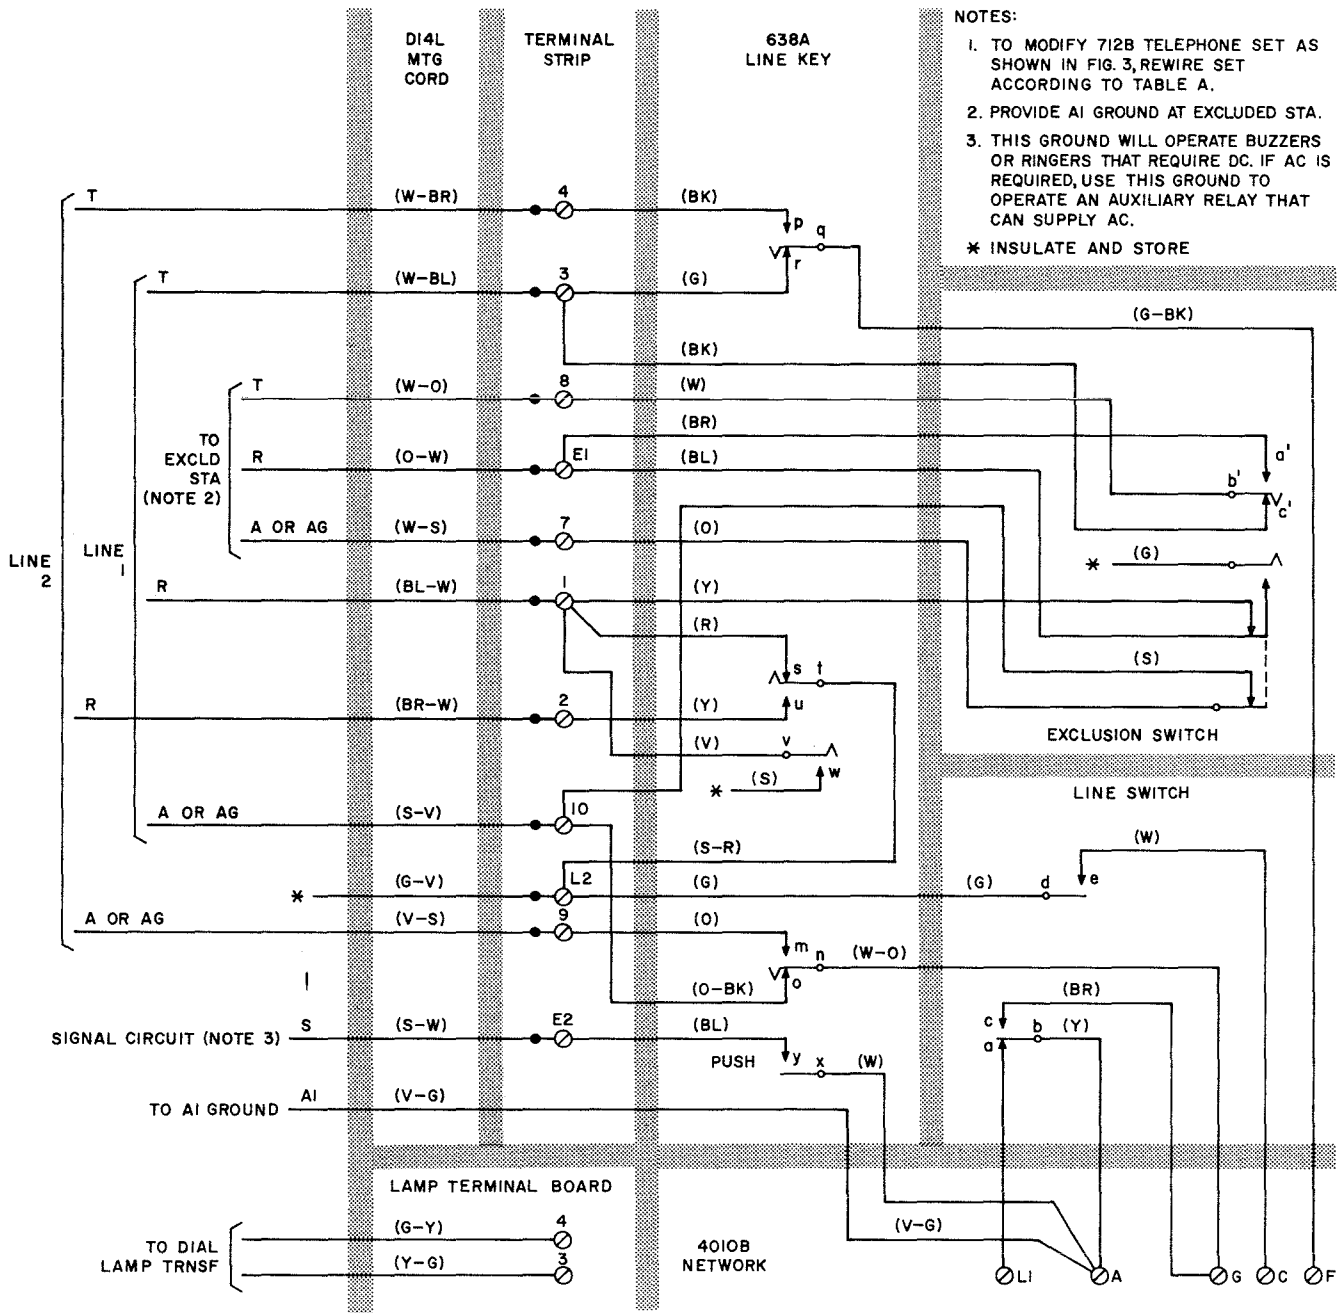 D14L
MTG
CORD
TERMINAL
STRIP
638A
LINE KEY
NOTES:
1. TO MODIFY 712B TELEPHONE SET AS
SHOWN IN FIG. 3, REWIRE SET
ACCORDING TO TABLE A.
2. PROVIDE A1 GROUND AT EXCLUDED STA.
3. THIS GROUND WILL OPERATE BUZZERS
OR RINGERS THAT REQUIRE DC. IF AC IS
REQUIRED, USE THIS GROUND TO
OPERATE AN AUXILIARY RELAY THAT
CAN SUPPLY AC.
* INSULATE AND STORE
T (W-BR) 4 (BK)
p q
r
T (W-BL) 3 (G)
(G-BK)
(BK)
T (W-O) 8 (W)
(BR)
TO
EXCLD
STA
(NOTE 2)
R (O-W) E1 (BL)
a'
b'
c'
A OR AG (W-S) 7 (O)
* (G)
LINE
2
LINE
1
R (BL-W) 1 (Y)
(R)
s t
u
(S)
R (BR-W) 2 (Y)
EXCLUSION SWITCH
(V) v
w
* (S)
LINE SWITCH
A OR AG (S-V) 10
(S-R)
(W)
* (G-V) L2 (G) (G) d e
A OR AG (V-S) 9 (O)
m n (W-O)
o
(O-BK)
(BR)
SIGNAL CIRCUIT (NOTE 3) S (S-W) E2 (BL)
c
a b (Y)
PUSH y x (W)
TO A1 GROUND A1 (V-G)
LAMP TERMINAL BOARD
TO DIAL
LAMP TRNSF
(G-Y) 4
(Y-G) 3
(V-G)
4010B
NETWORK
L1 A G C F